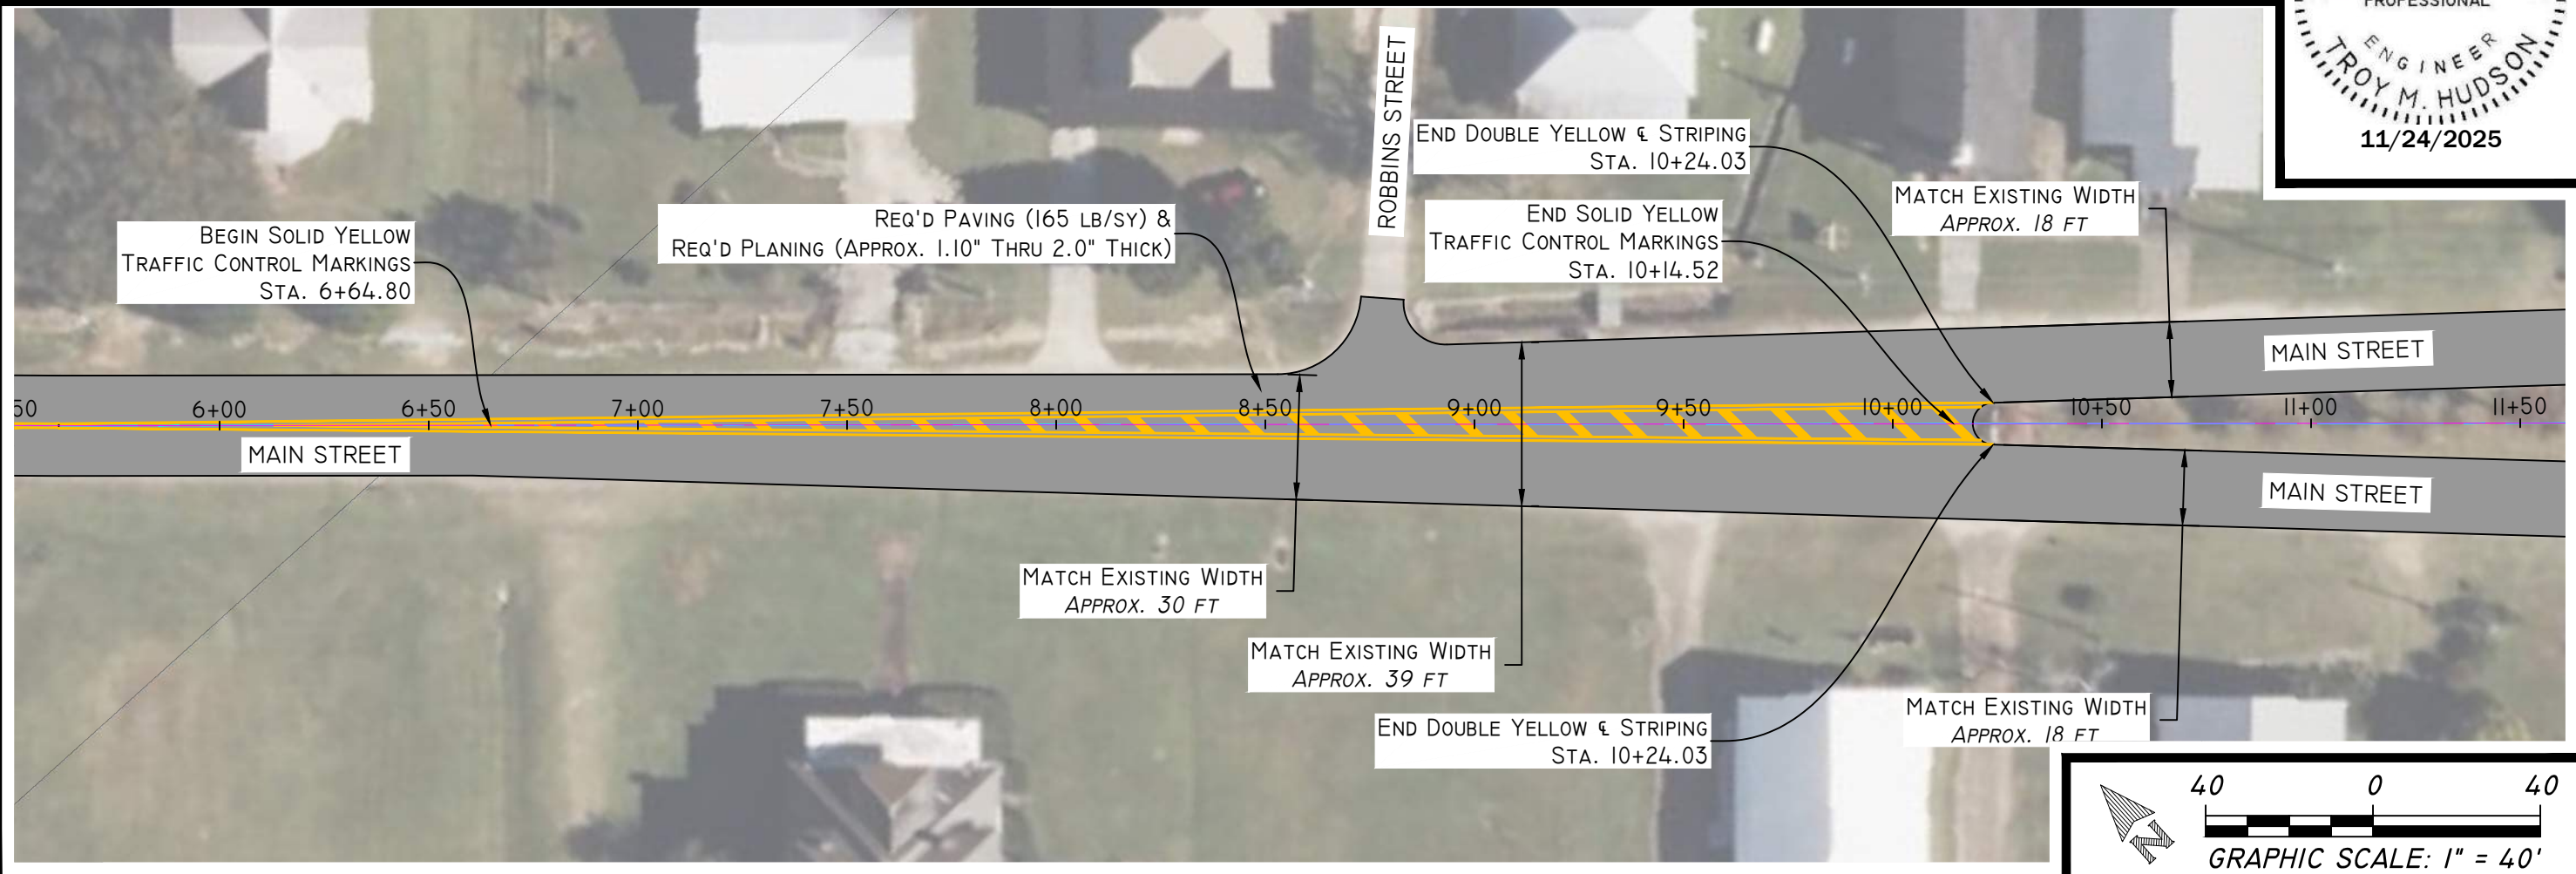 PROFESSIONAL
ENGINEER
TROY M. HUDSON
11/24/2025
ROBBINS STREET
END DOUBLE YELLOW ℄ STRIPING
STA. 10+24.03
MATCH EXISTING WIDTH
APPROX. 18 FT
END SOLID YELLOW
TRAFFIC CONTROL MARKINGS
STA. 10+14.52
REQ'D PAVING (165 LB/SY) &
REQ'D PLANING (APPROX. 1.10" THRU 2.0" THICK)
BEGIN SOLID YELLOW
TRAFFIC CONTROL MARKINGS
STA. 6+64.80
MAIN STREET
50 6+00 6+50 7+00 7+50 8+00 8+50 9+00 9+50 10+00 10+50 11+00 11+50
MAIN STREET
MAIN STREET
MATCH EXISTING WIDTH
APPROX. 30 FT
MATCH EXISTING WIDTH
APPROX. 39 FT
END DOUBLE YELLOW ℄ STRIPING
STA. 10+24.03
MATCH EXISTING WIDTH
APPROX. 18 FT
N
40 0 40
GRAPHIC SCALE: 1" = 40'